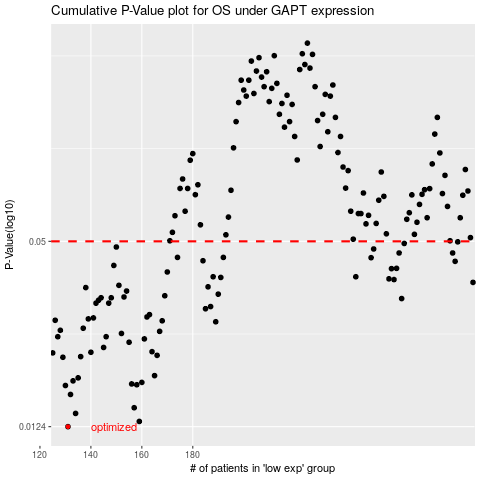 Cumulative P-Value plot for OS under GAPT expression
P-Value(log10)
0.05
0.0124
optimized
120 140 160 180
# of patients in 'low exp' group